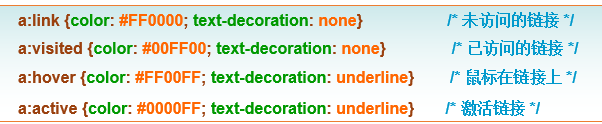 a:link {color: #FF0000; text-decoration: none} /* 未访问的链接 */
a:visited {color: #00FF00; text-decoration: none} /* 已访问的链接 */
a:hover {color: #FF00FF; text-decoration: underline} /* 鼠标在链接上 */
a:active {color: #0000FF; text-decoration: underline} /* 激活链接 */